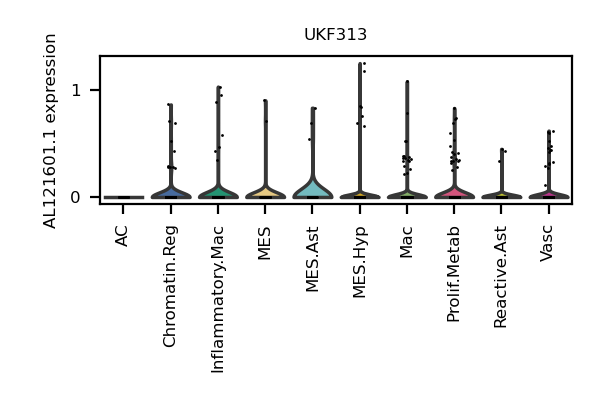 UKF313
AL121601.1 expression
1
0
AC
Chromatin.Reg
Inflammatory.Mac
MES
MES.Ast
MES.Hyp
Mac
Prolif.Metab
Reactive.Ast
Vasc